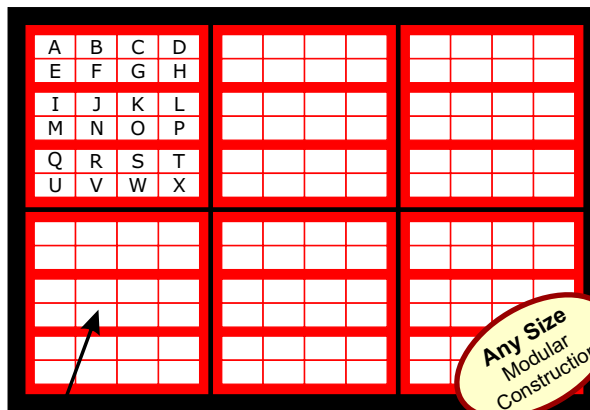 A B C D
E F G H
I J K L
M N O P
Q R S T
U V W X
Any Size
Modular
Construction